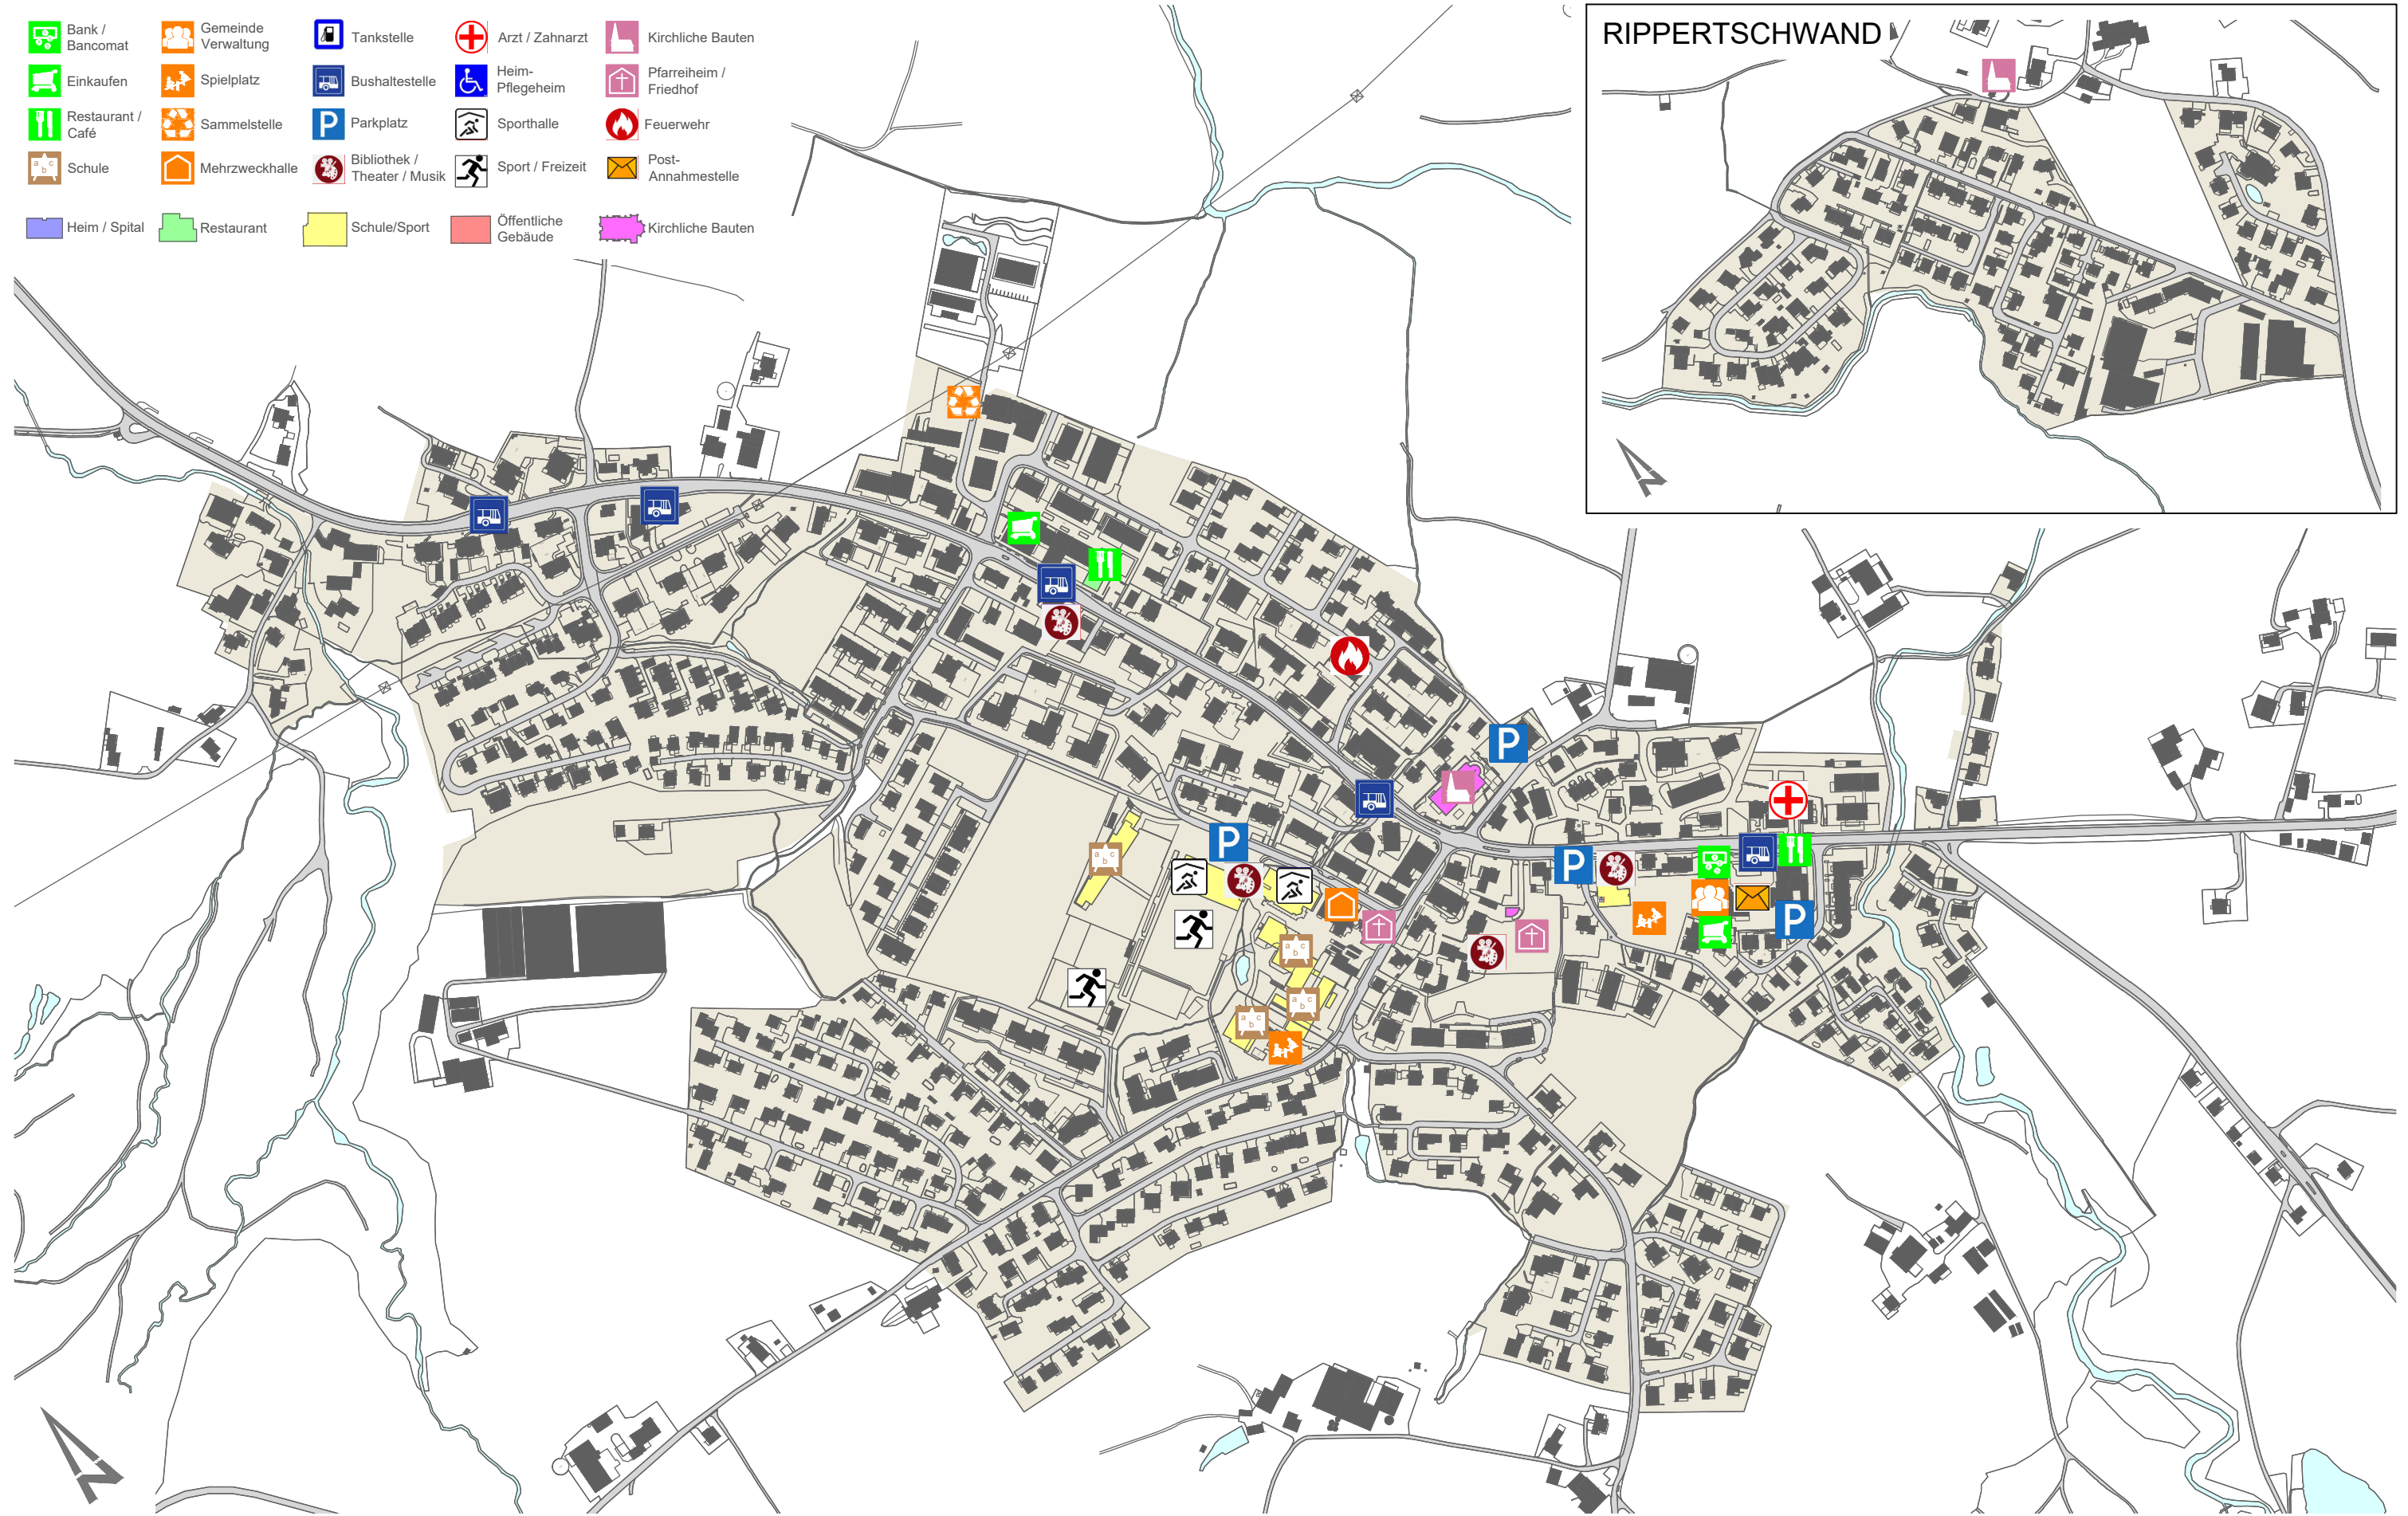 Bank /
Bancomat
Gemeinde
Verwaltung
Tankstelle
Arzt / Zahnarzt
Kirchliche Bauten
Einkaufen
Spielplatz
Bushaltestelle
Heim-
Pflegeheim
Pfarreiheim /
Friedhof
Restaurant /
Café
Sammelstelle
P
Parkplatz
Sporthalle
Feuerwehr
a b c
Schule
Mehrzweckhalle
Bibliothek /
Theater / Musik
Sport / Freizeit
Post-
Annahmestelle
Heim / Spital
Restaurant
Schule/Sport
Öffentliche
Gebäude
Kirchliche Bauten
RIPPERTSCHWAND
P
P
a b c
P
P
a b c
a b c
a b c